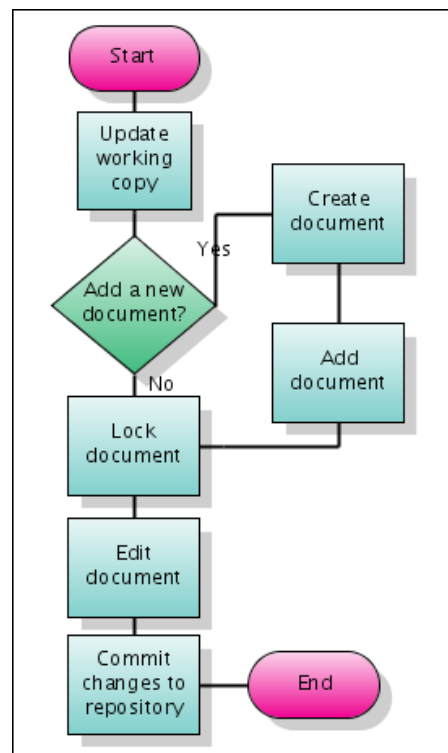 Start
Update
working
copy
Add a new
document?
Yes
Create
document
Add
document
No
Lock
document
Edit
document
Commit
changes to
repository
End